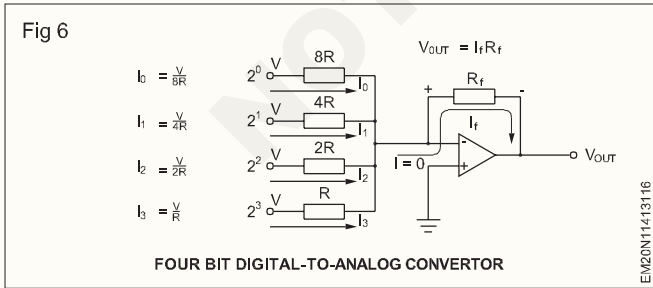 Fig 6
V_OUT = I_f R_f
8R
I_0 = V/8R
2^0 V
I_0
+ R_f -
4R
I_1 = V/4R
2^1 V
I_1
I_f
2R
I_2 = V/2R
2^2 V
I_2
I = 0
-
+
V_OUT
R
I_3 = V/R
2^3 V
I_3
FOUR BIT DIGITAL-TO-ANALOG CONVERTOR
EM20N11413116